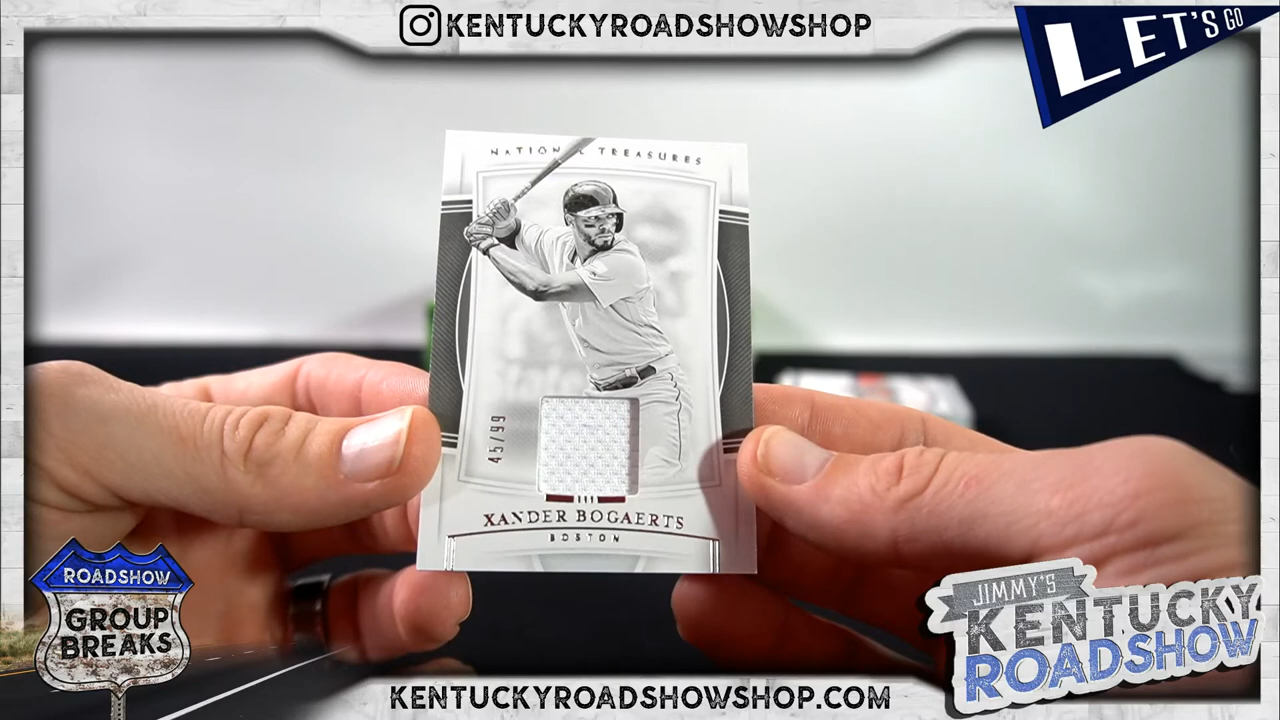 KENTUCKYROADSHOWSHOP
LET'S GO
NATIONAL TREASURES
45/99
XANDER BOGAERTS
BOSTON
ROADSHOW
GROUP
BREAKS
JIMMY'S
KENTUCKY
ROADSHOW
KENTUCKYROADSHOWSHOP.COM